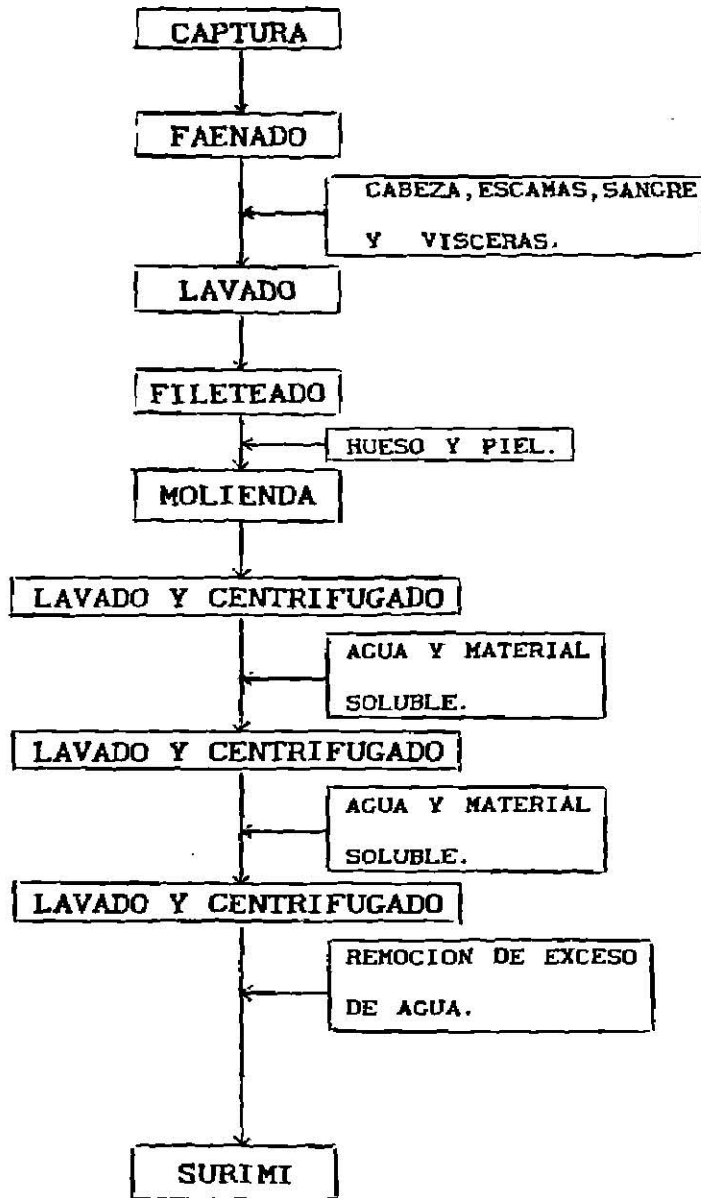 CAPTURA
FAENADO
CABEZA,ESCAMAS,SANGRE
Y VISCERAS.
LAVADO
FILETEADO
HUESO Y PIEL.
MOLIENDA
LAVADO Y CENTRIFUGADO
AGUA Y MATERIAL
SOLUBLE.
LAVADO Y CENTRIFUGADO
AGUA Y MATERIAL
SOLUBLE.
LAVADO Y CENTRIFUGADO
REMOCION DE EXCESO
DE AGUA.
SURIMI